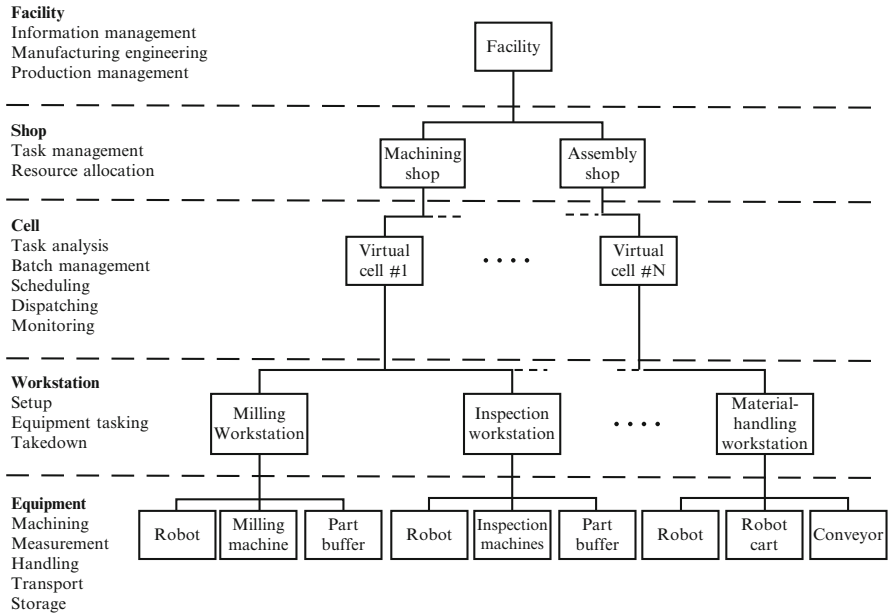 Facility
Information management
Manufacturing engineering
Production management
Facility
Shop
Task management
Resource allocation
Machining
shop
Assembly
shop
Cell
Task analysis
Batch management
Scheduling
Dispatching
Monitoring
Virtual
cell #1
Virtual
cell #N
Workstation
Setup
Equipment tasking
Takedown
Milling
Workstation
Inspection
workstation
Material-
handling
workstation
Equipment
Machining
Measurement
Handling
Transport
Storage
Robot
Milling
machine
Part
buffer
Robot
Inspection
machines
Part
buffer
Robot
Robot
cart
Conveyor